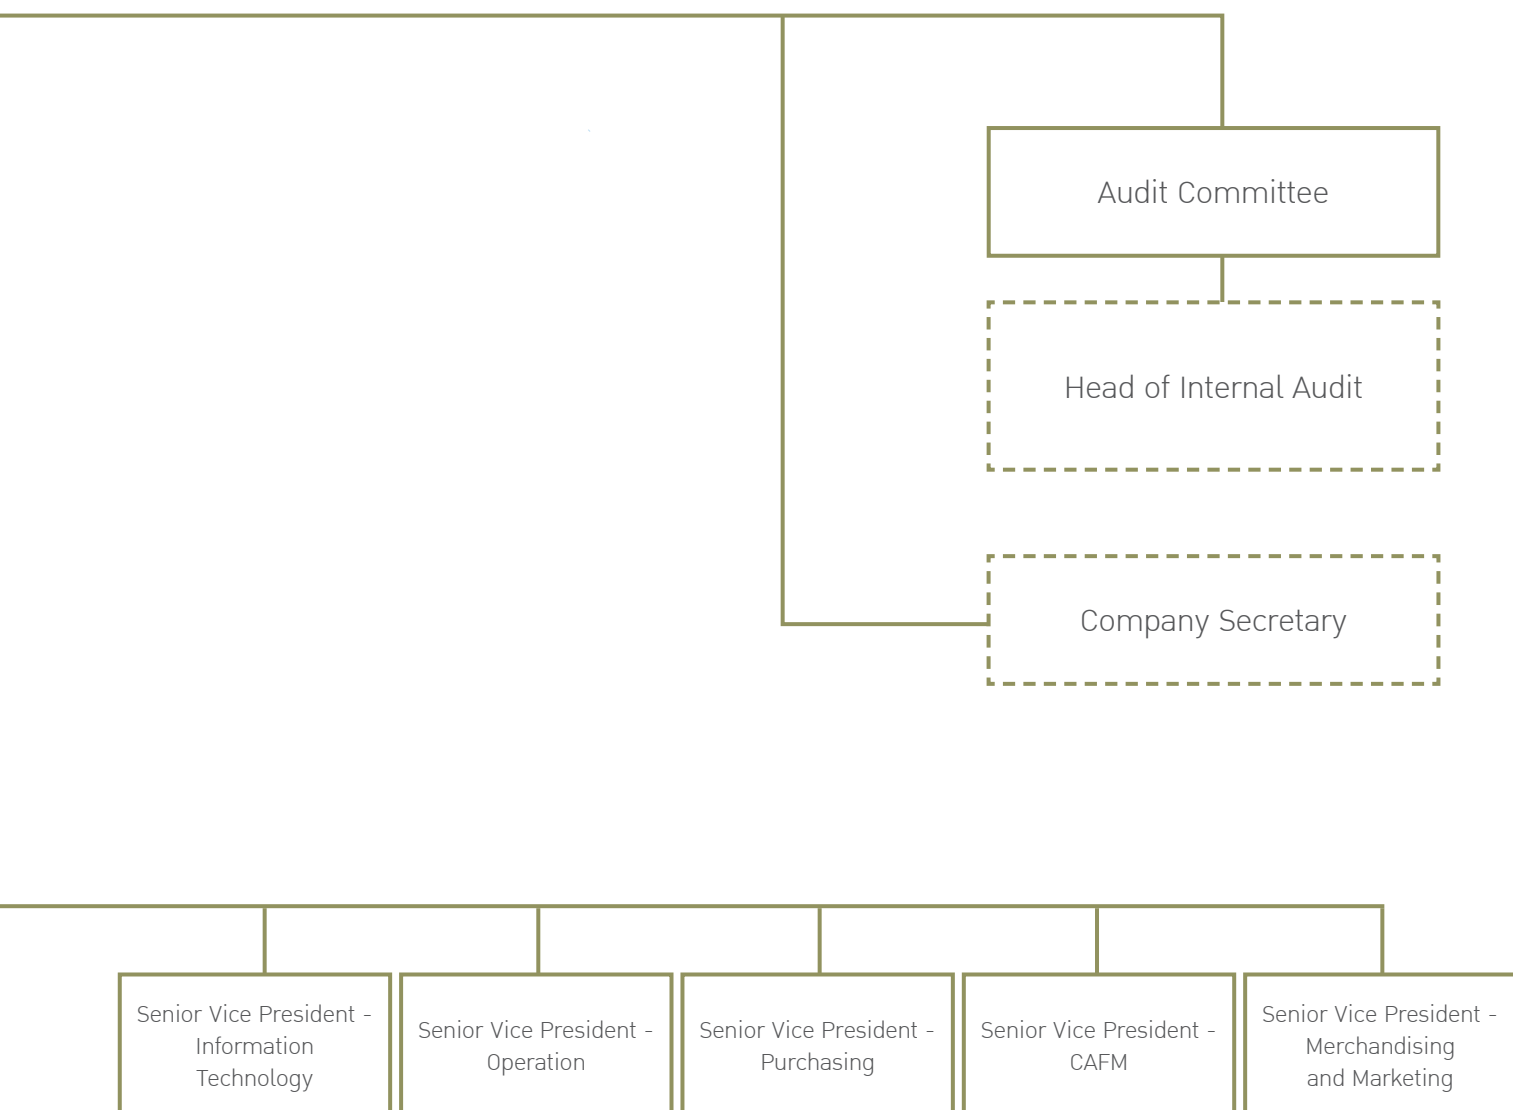 Audit Committee
Head of Internal Audit
Company Secretary
Senior Vice President -
Information
Technology
Senior Vice President -
Operation
Senior Vice President -
Purchasing
Senior Vice President -
CAFM
Senior Vice President -
Merchandising
and Marketing